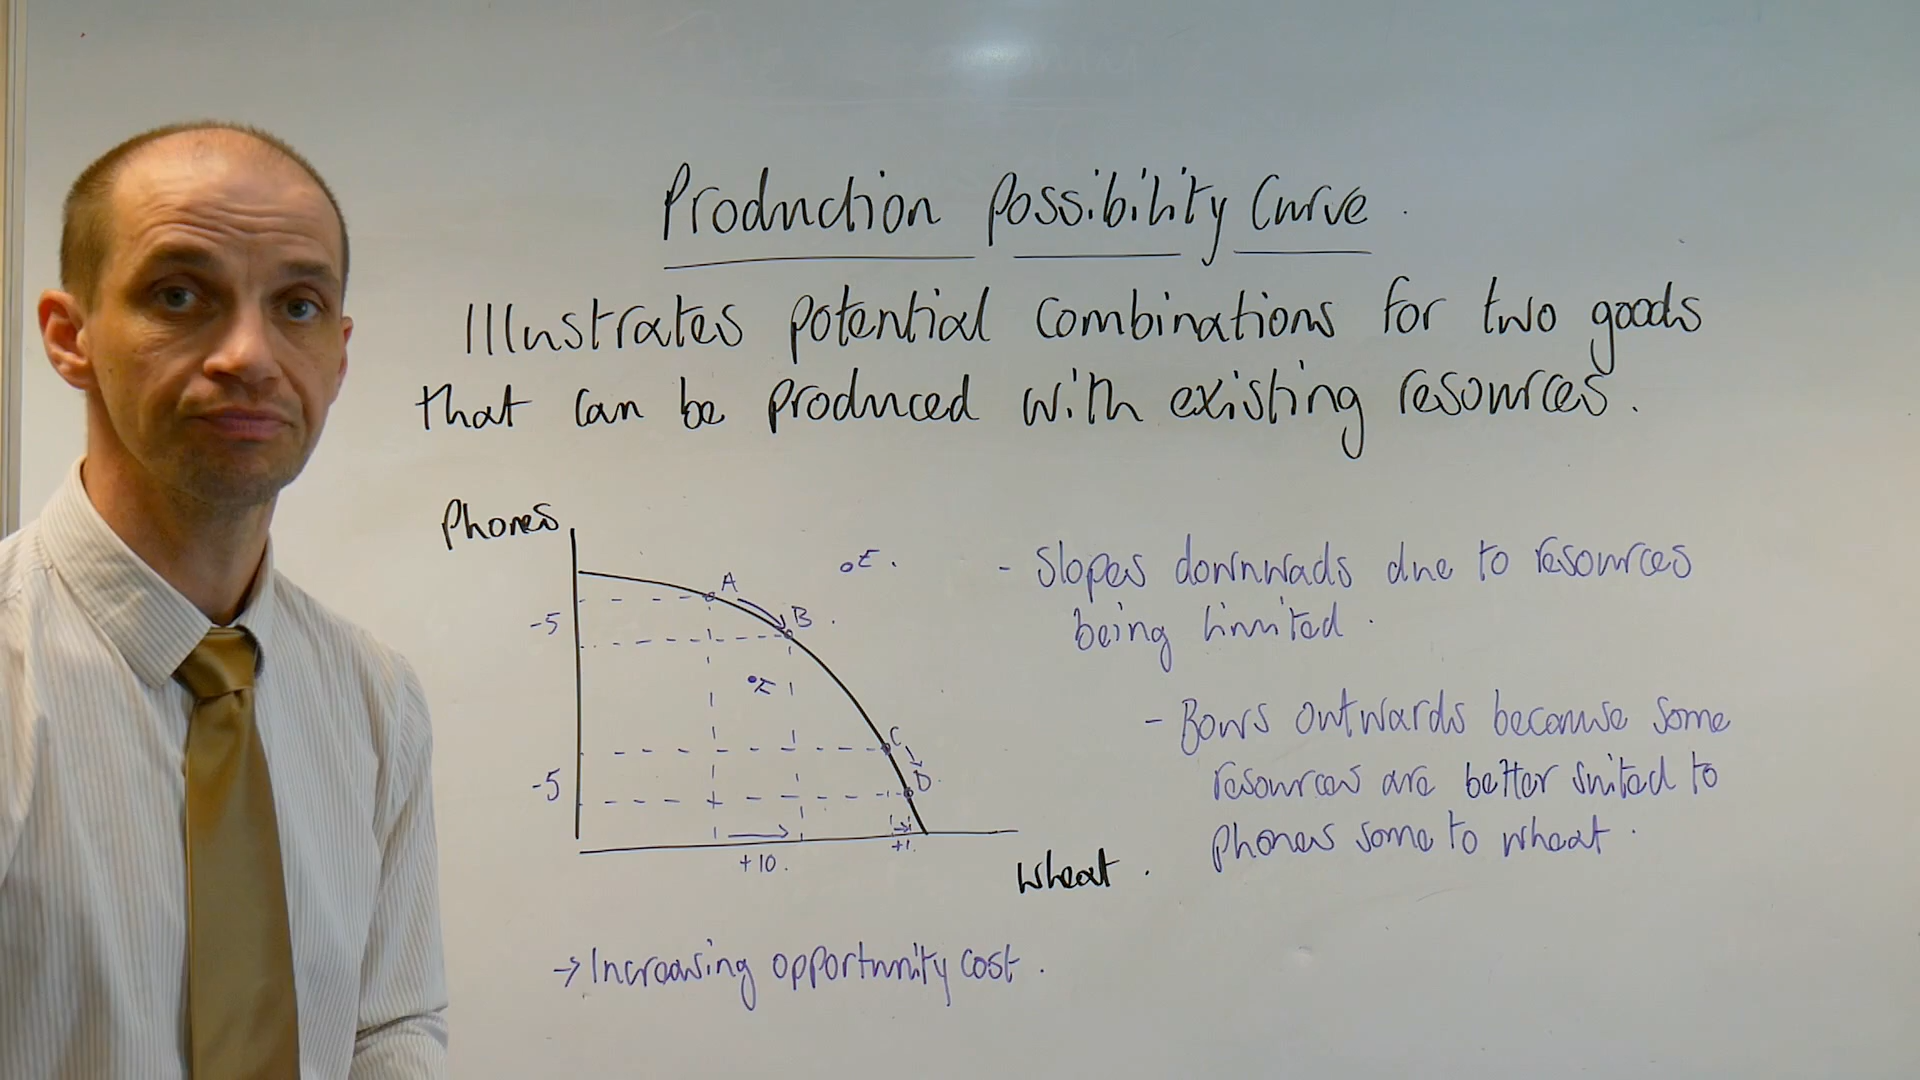 Production Possibility Curve.
Illustrates potential combinations for two goods
that can be produced with existing resources.
Phones
A
B.
C
D.
-5
-5
+10.
+1.
Wheat.
- Slopes downwads due to resources
being limited.
- Bows outwards because some
resources are better suited to
phones some to wheat.
→ Increasing opportunity cost.